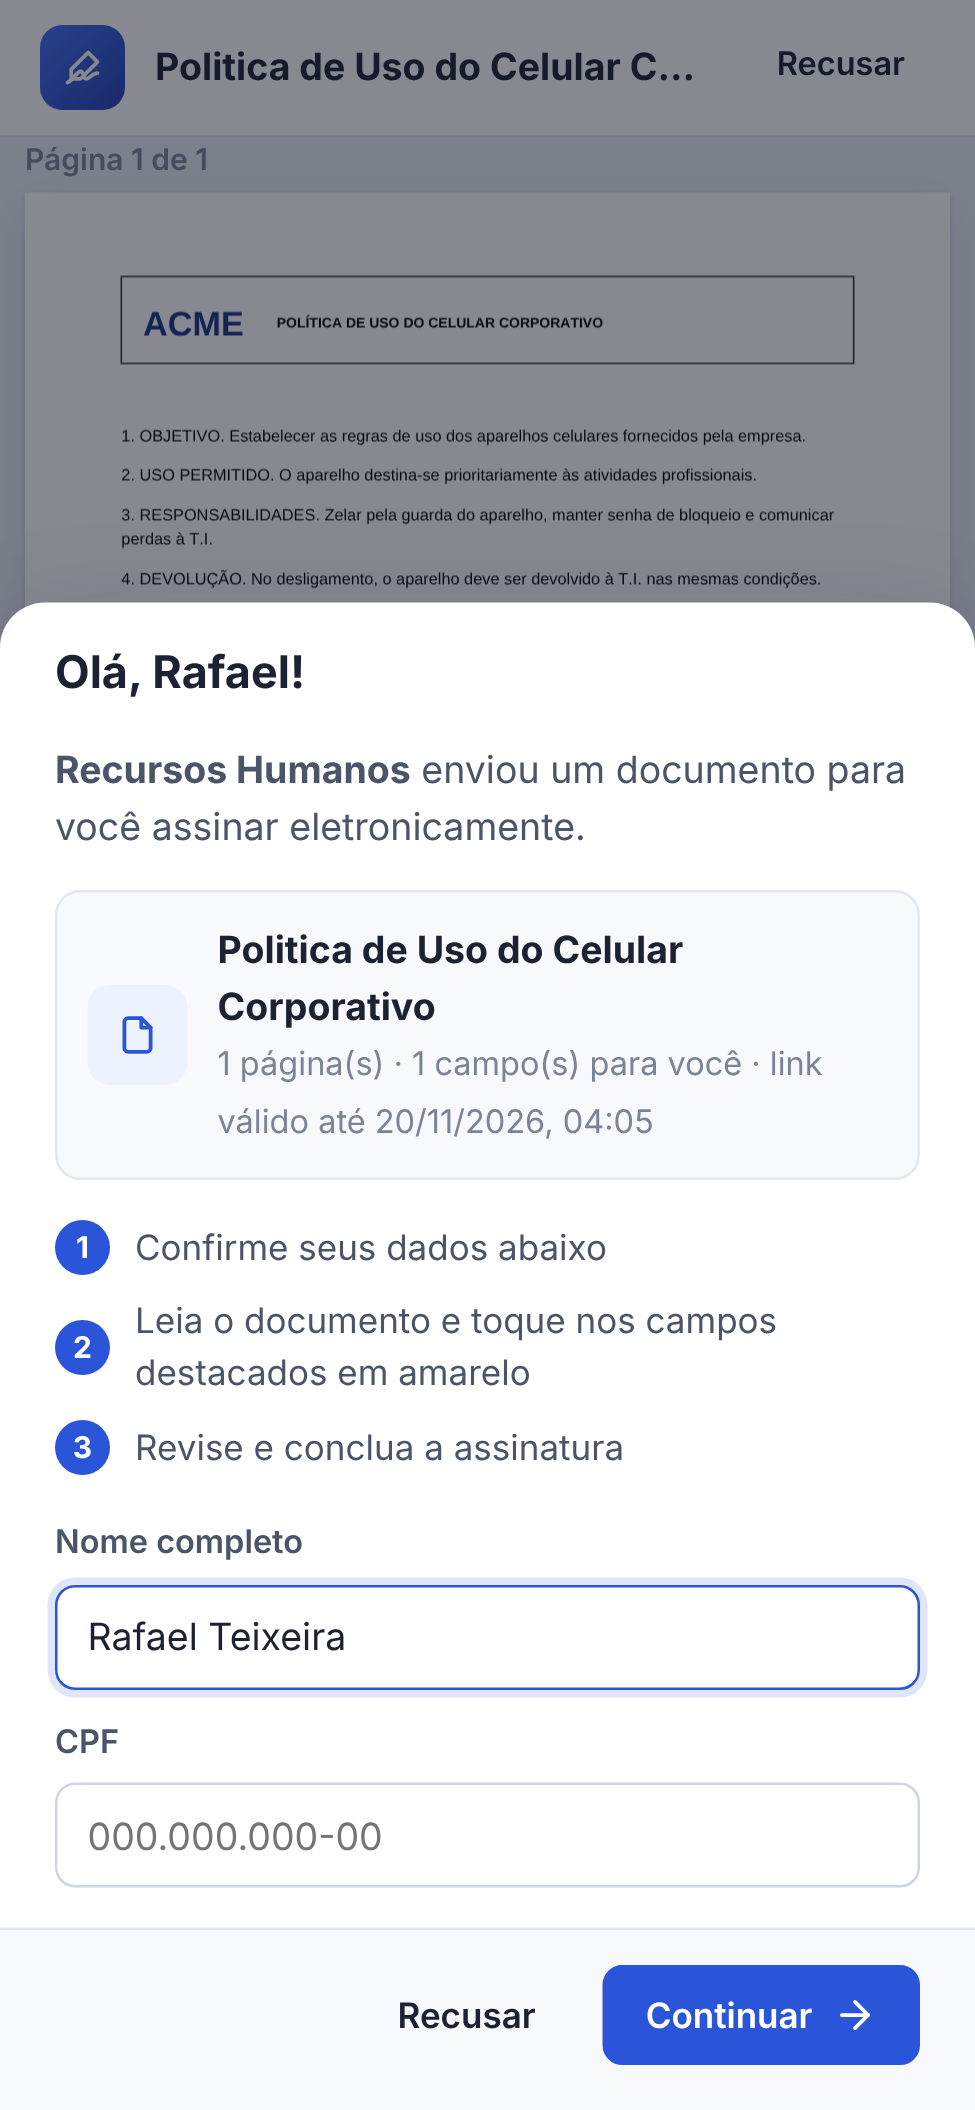 Politica de Uso do Celular C...
Recusar
Página 1 de 1
ACME
POLÍTICA DE USO DO CELULAR CORPORATIVO
1. OBJETIVO. Estabelecer as regras de uso dos aparelhos celulares fornecidos pela empresa.
2. USO PERMITIDO. O aparelho destina-se prioritariamente às atividades profissionais.
3. RESPONSABILIDADES. Zelar pela guarda do aparelho, manter senha de bloqueio e comunicar
perdas à T.I.
4. DEVOLUÇÃO. No desligamento, o aparelho deve ser devolvido à T.I. nas mesmas condições.
Olá, Rafael!
Recursos Humanos enviou um documento para
você assinar eletronicamente.
Politica de Uso do Celular
Corporativo
1 página(s) · 1 campo(s) para você · link
válido até 20/11/2026, 04:05
1 Confirme seus dados abaixo
2 Leia o documento e toque nos campos
destacados em amarelo
3 Revise e conclua a assinatura
Nome completo
Rafael Teixeira
CPF
000.000.000-00
Recusar
Continuar